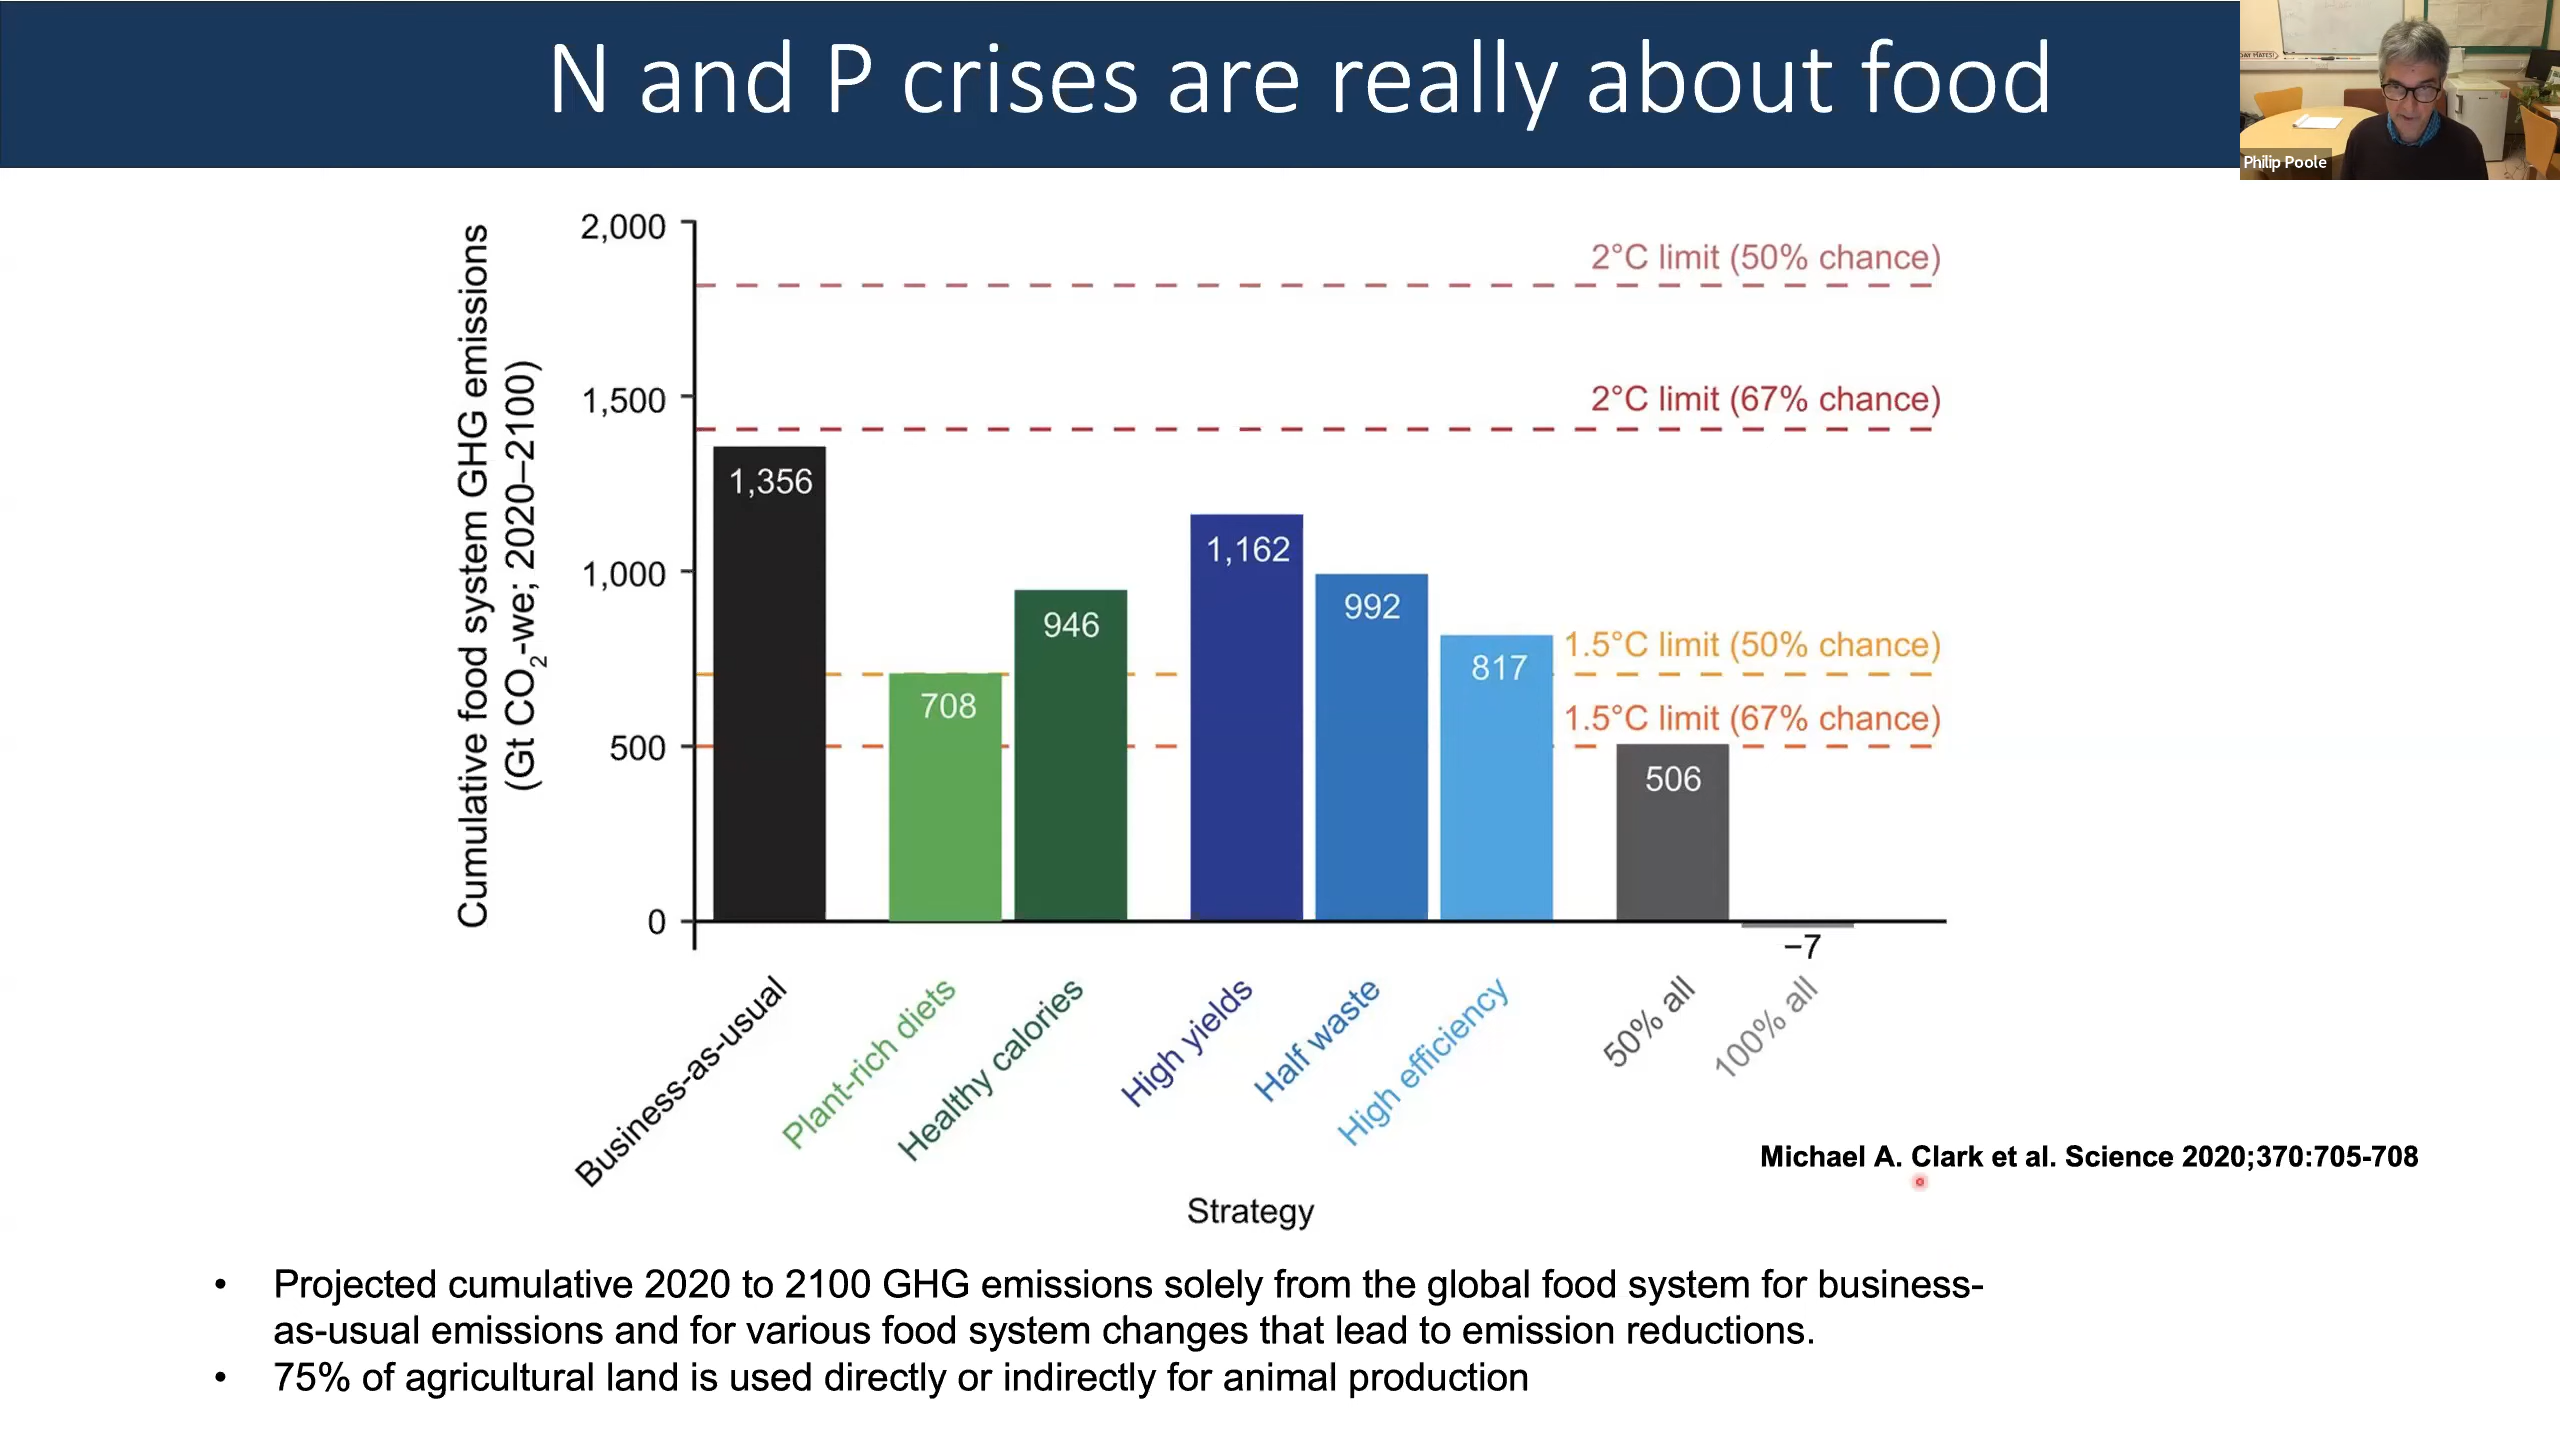 N and P crises are really about food
DAY MATES!
Philip Poole
Cumulative food system GHG emissions
(Gt CO₂-we; 2020–2100)
2,000
1,500
1,000
500
0
2°C limit (50% chance)
2°C limit (67% chance)
1.5°C limit (50% chance)
1.5°C limit (67% chance)
1,356
708
946
1,162
992
817
506
−7
Business-as-usual
Plant-rich diets
Healthy calories
High yields
Half waste
High efficiency
50% all
100% all
Strategy
Michael A. Clark et al. Science 2020;370:705-708
• Projected cumulative 2020 to 2100 GHG emissions solely from the global food system for business-
as-usual emissions and for various food system changes that lead to emission reductions.
• 75% of agricultural land is used directly or indirectly for animal production